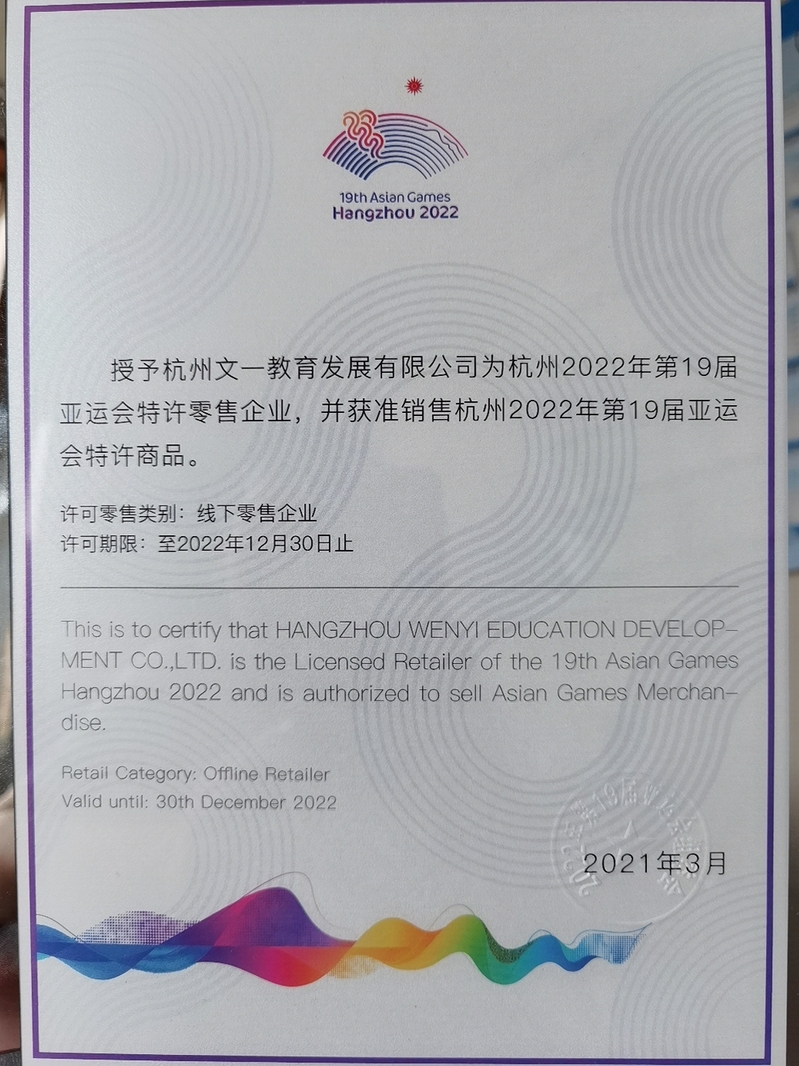 19th Asian Games
Hangzhou 2022
授予杭州文一教育发展有限公司为杭州2022年第19届
亚运会特许零售企业，并获准销售杭州2022年第19届亚运
会特许商品。
许可零售类别：线下零售企业
许可期限：至2022年12月30日止
This is to certify that HANGZHOU WENYI EDUCATION DEVELOP-
MENT CO.,LTD. is the Licensed Retailer of the 19th Asian Games
Hangzhou 2022 and is authorized to sell Asian Games Merchan-
dise.
Retail Category: Offline Retailer
Valid until: 30th December 2022
2021年3月